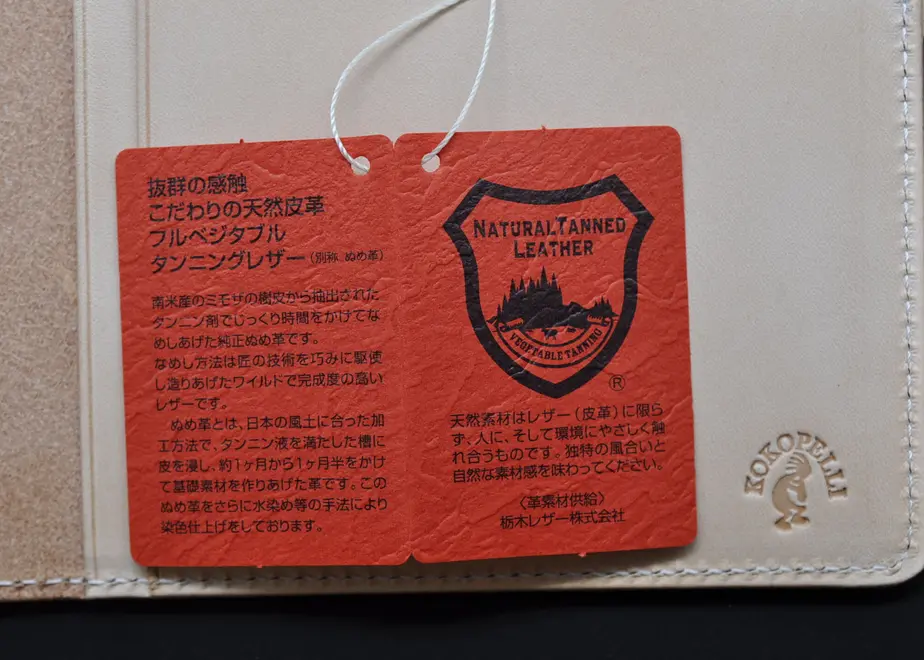 抜群の感触
こだわりの天然皮革
フルベジタブル
タンニングレザー(別称 ぬめ革)
南米産のミモザの樹皮から抽出された
タンニン剤でじっくり時間をかけてな
めしあげた純正ぬめ革です。
なめし方法は匠の技術を巧みに駆使
し造りあげたワイルドで完成度の高い
レザーです。
ぬめ革とは、日本の風土に合った加
工方法で、タンニン液を満たした槽に
皮を浸し、約1ヶ月から1ヶ月半をかけ
て基礎素材を作りあげた革です。この
ぬめ革をさらに水染め等の手法により
染色仕上げをしております。
NATURAL TANNED
LEATHER
VEGETABLE TANNING
®
天然素材はレザー(皮革)に限ら
ず、人に、そして環境にやさしく触
れ合うものです。独特の風合いと
自然な素材感を味わってください。
〈革素材供給〉
栃木レザー株式会社
KOKOPELLI